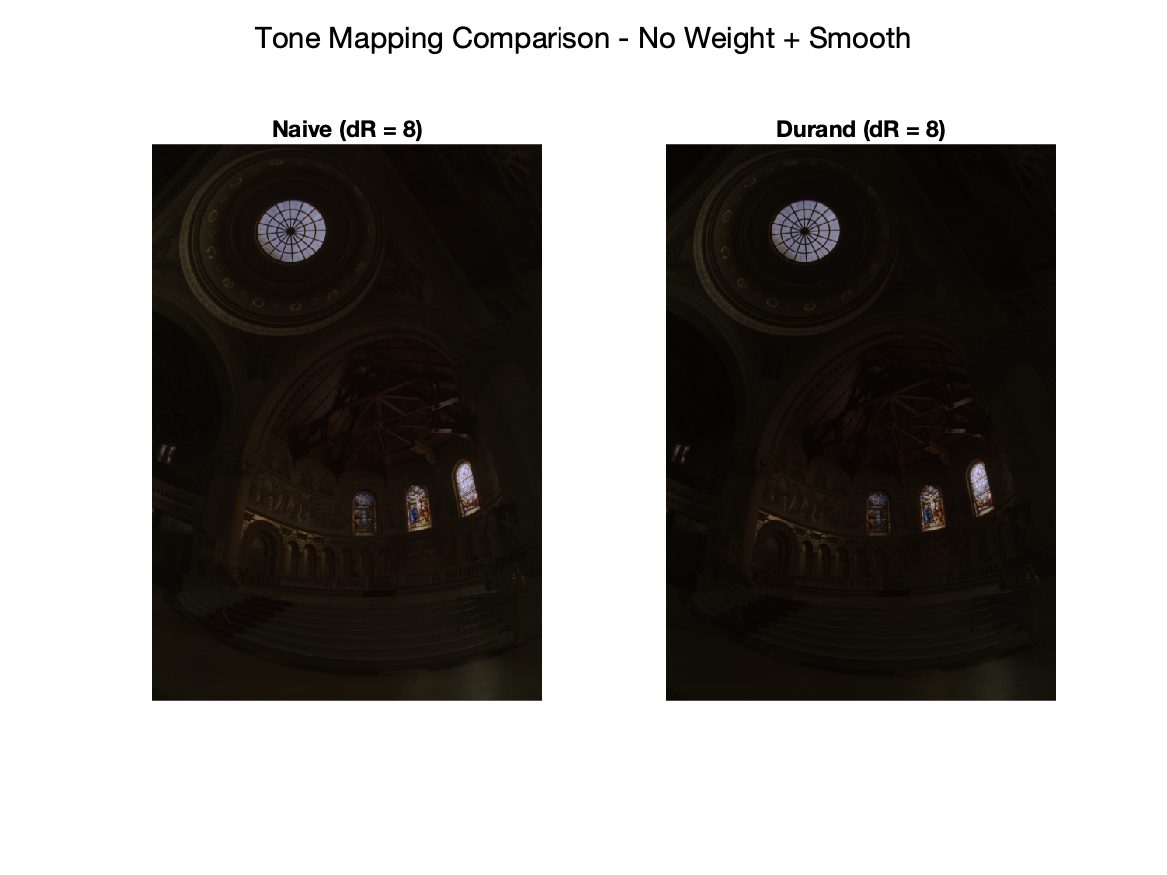 Tone Mapping Comparison - No Weight + Smooth
Naive (dR = 8)
Durand (dR = 8)